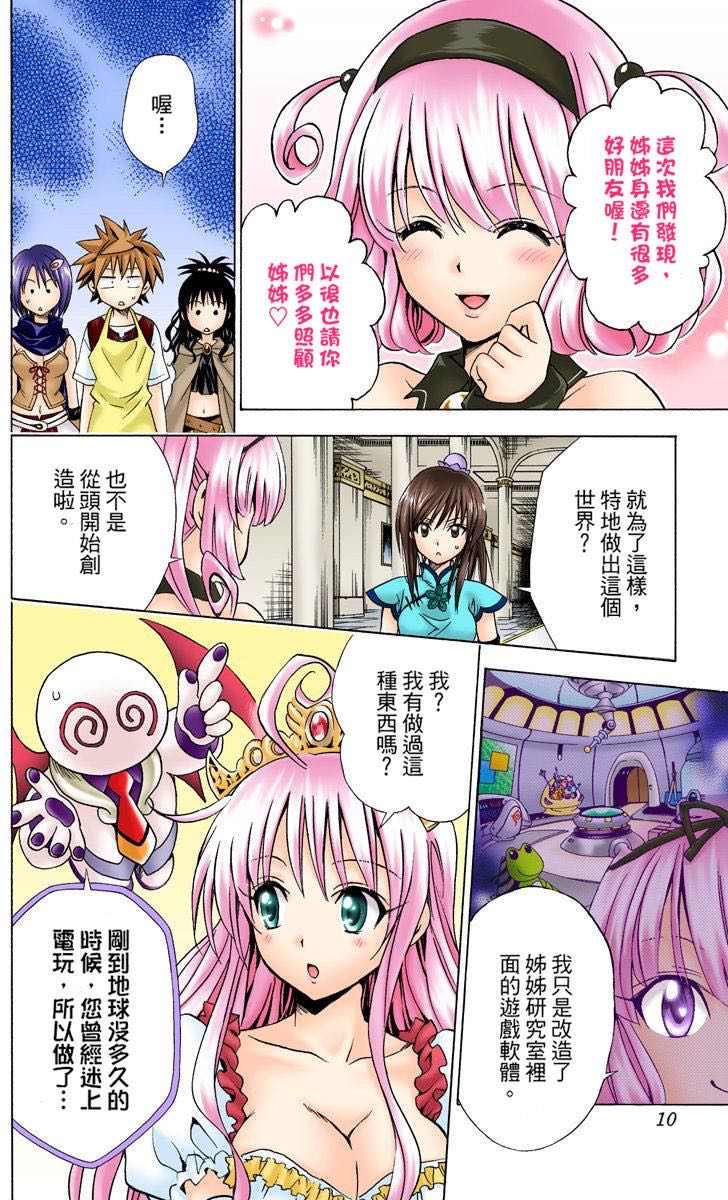 這次我們發現，
姊姊身邊有很多
好朋友喔！
以後也請你
們多多照顧
姊姊♡
喔…
就為了這樣，
特地做出這個
世界？
也不是
從頭開始創
造啦。
我只是改造了
姊姊研究室裡
面的遊戲軟體。
我？
我有做過這
種東西嗎？
剛到地球沒多久的
時候，您曾經迷上
電玩，所以做了…
10